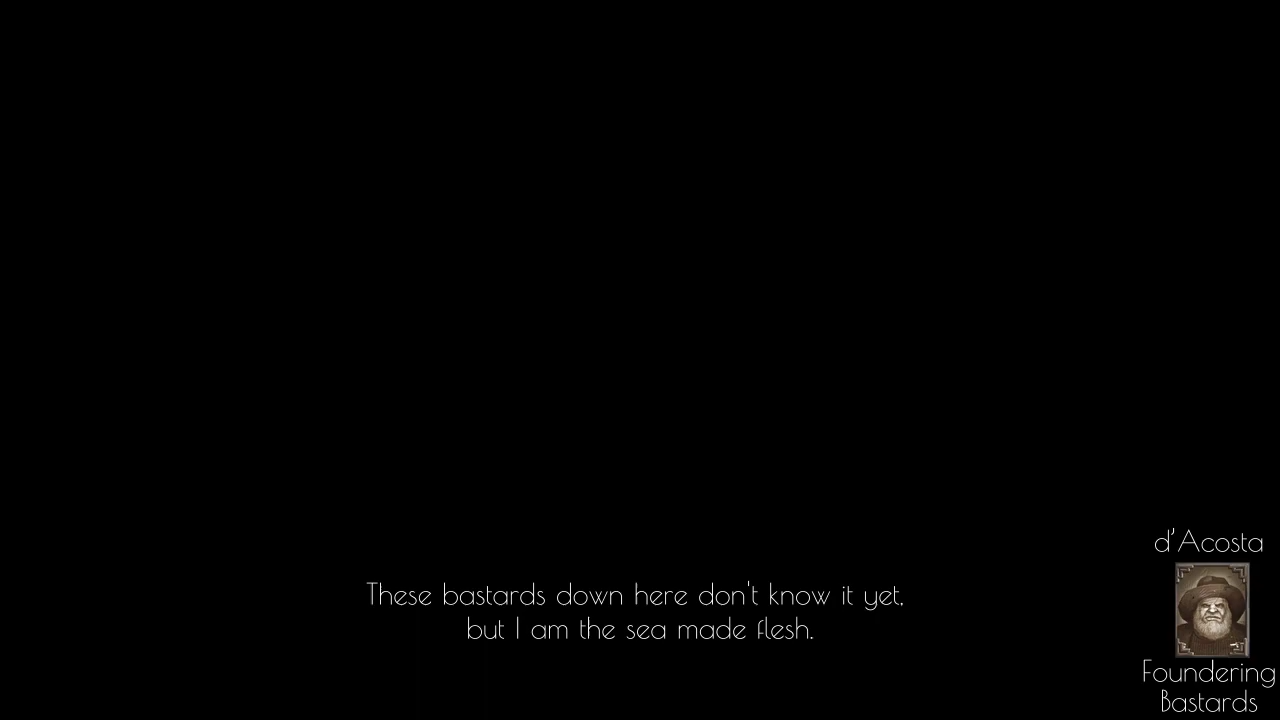 These bastards down here don't know it yet,
but I am the sea made flesh.
d'Acosta
Foundering
Bastards